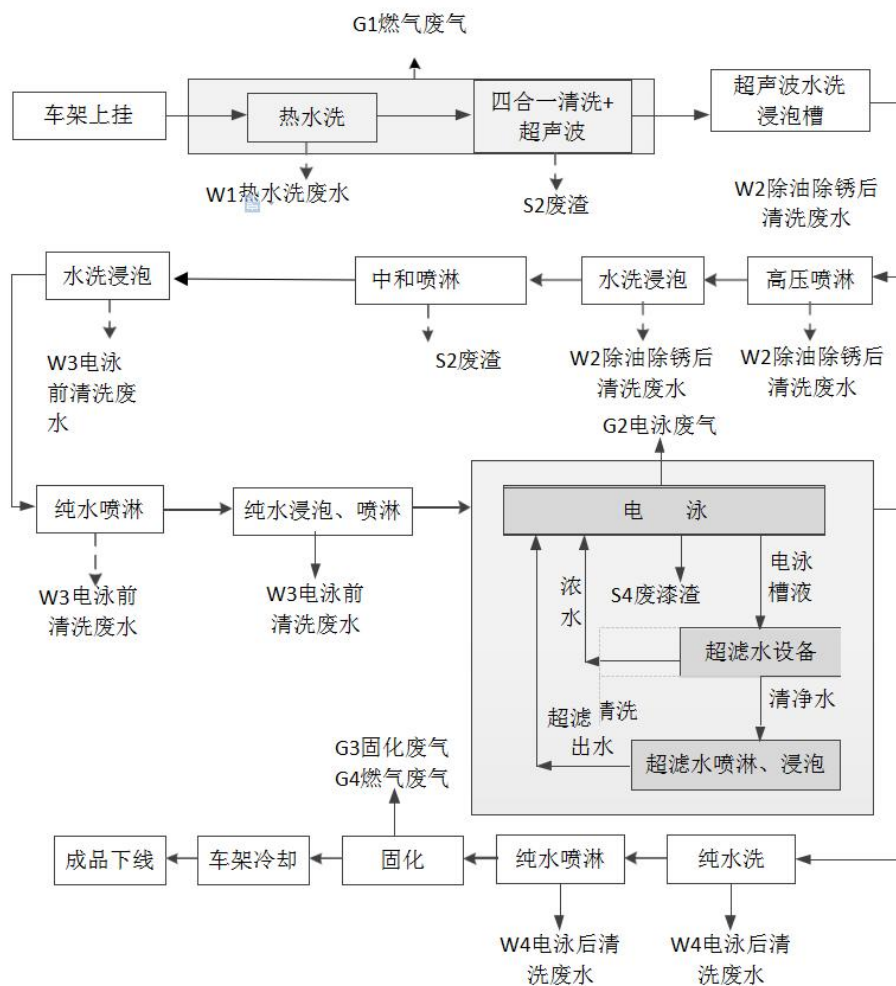 G1燃气废气
车架上挂
热水洗
四合一清洗+
超声波
超声波水洗
浸泡槽
W1热水洗废水
S2废渣
W2除油除锈后
清洗废水
水洗浸泡
中和喷淋
水洗浸泡
高压喷淋
W3电泳
前清洗废
水
S2废渣
W2除油除锈后
清洗废水
W2除油除锈后
清洗废水
G2电泳废气
纯水喷淋
纯水浸泡、喷淋
电 泳
W3电泳前
清洗废水
W3电泳前
清洗废水
浓
水
S4废漆渣
电泳
槽液
超滤水设备
清洗
清净水
超滤
出水
超滤水喷淋、浸泡
G3固化废气
G4燃气废气
成品下线
车架冷却
固化
纯水喷淋
纯水洗
W4电泳后清
洗废水
W4电泳后清
洗废水